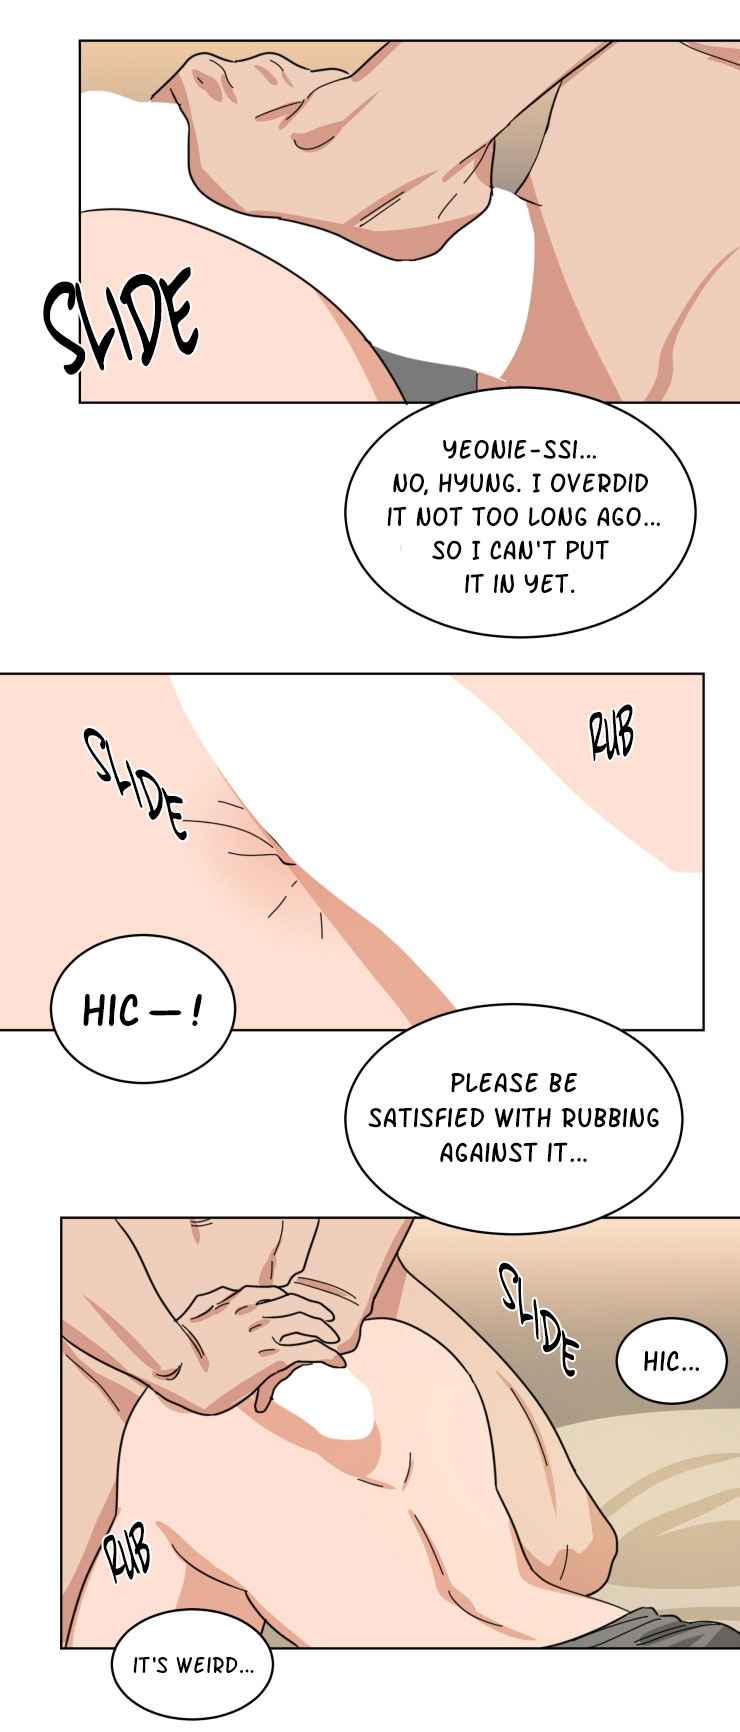 SLIDE
YEONIE-SSI...
NO, HYUNG. I OVERDID
IT NOT TOO LONG AGO...
SO I CAN'T PUT
IT IN YET.
RUB
SLIDE
HIC – !
PLEASE BE
SATISFIED WITH RUBBING
AGAINST IT...
SLIDE
HIC...
RUB
IT'S WEIRD...